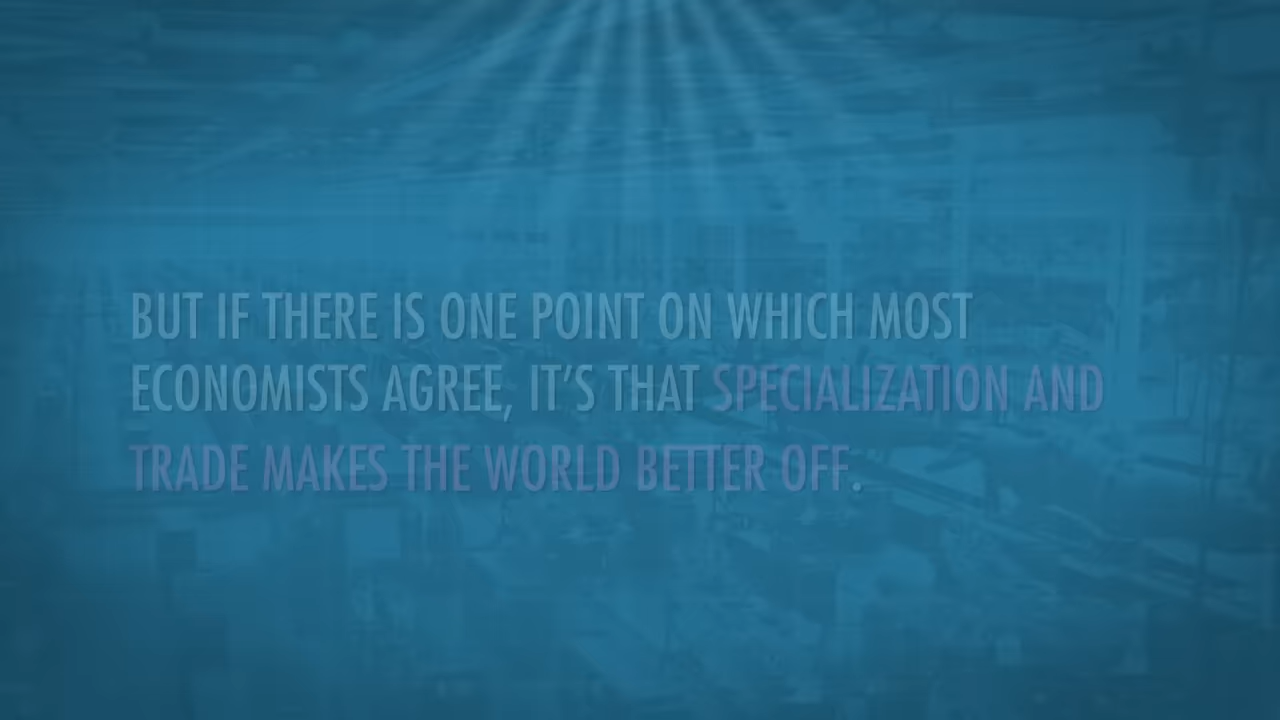 BUT IF THERE IS ONE POINT ON WHICH MOST
ECONOMISTS AGREE, IT'S THAT SPECIALIZATION AND
TRADE MAKES THE WORLD BETTER OFF.